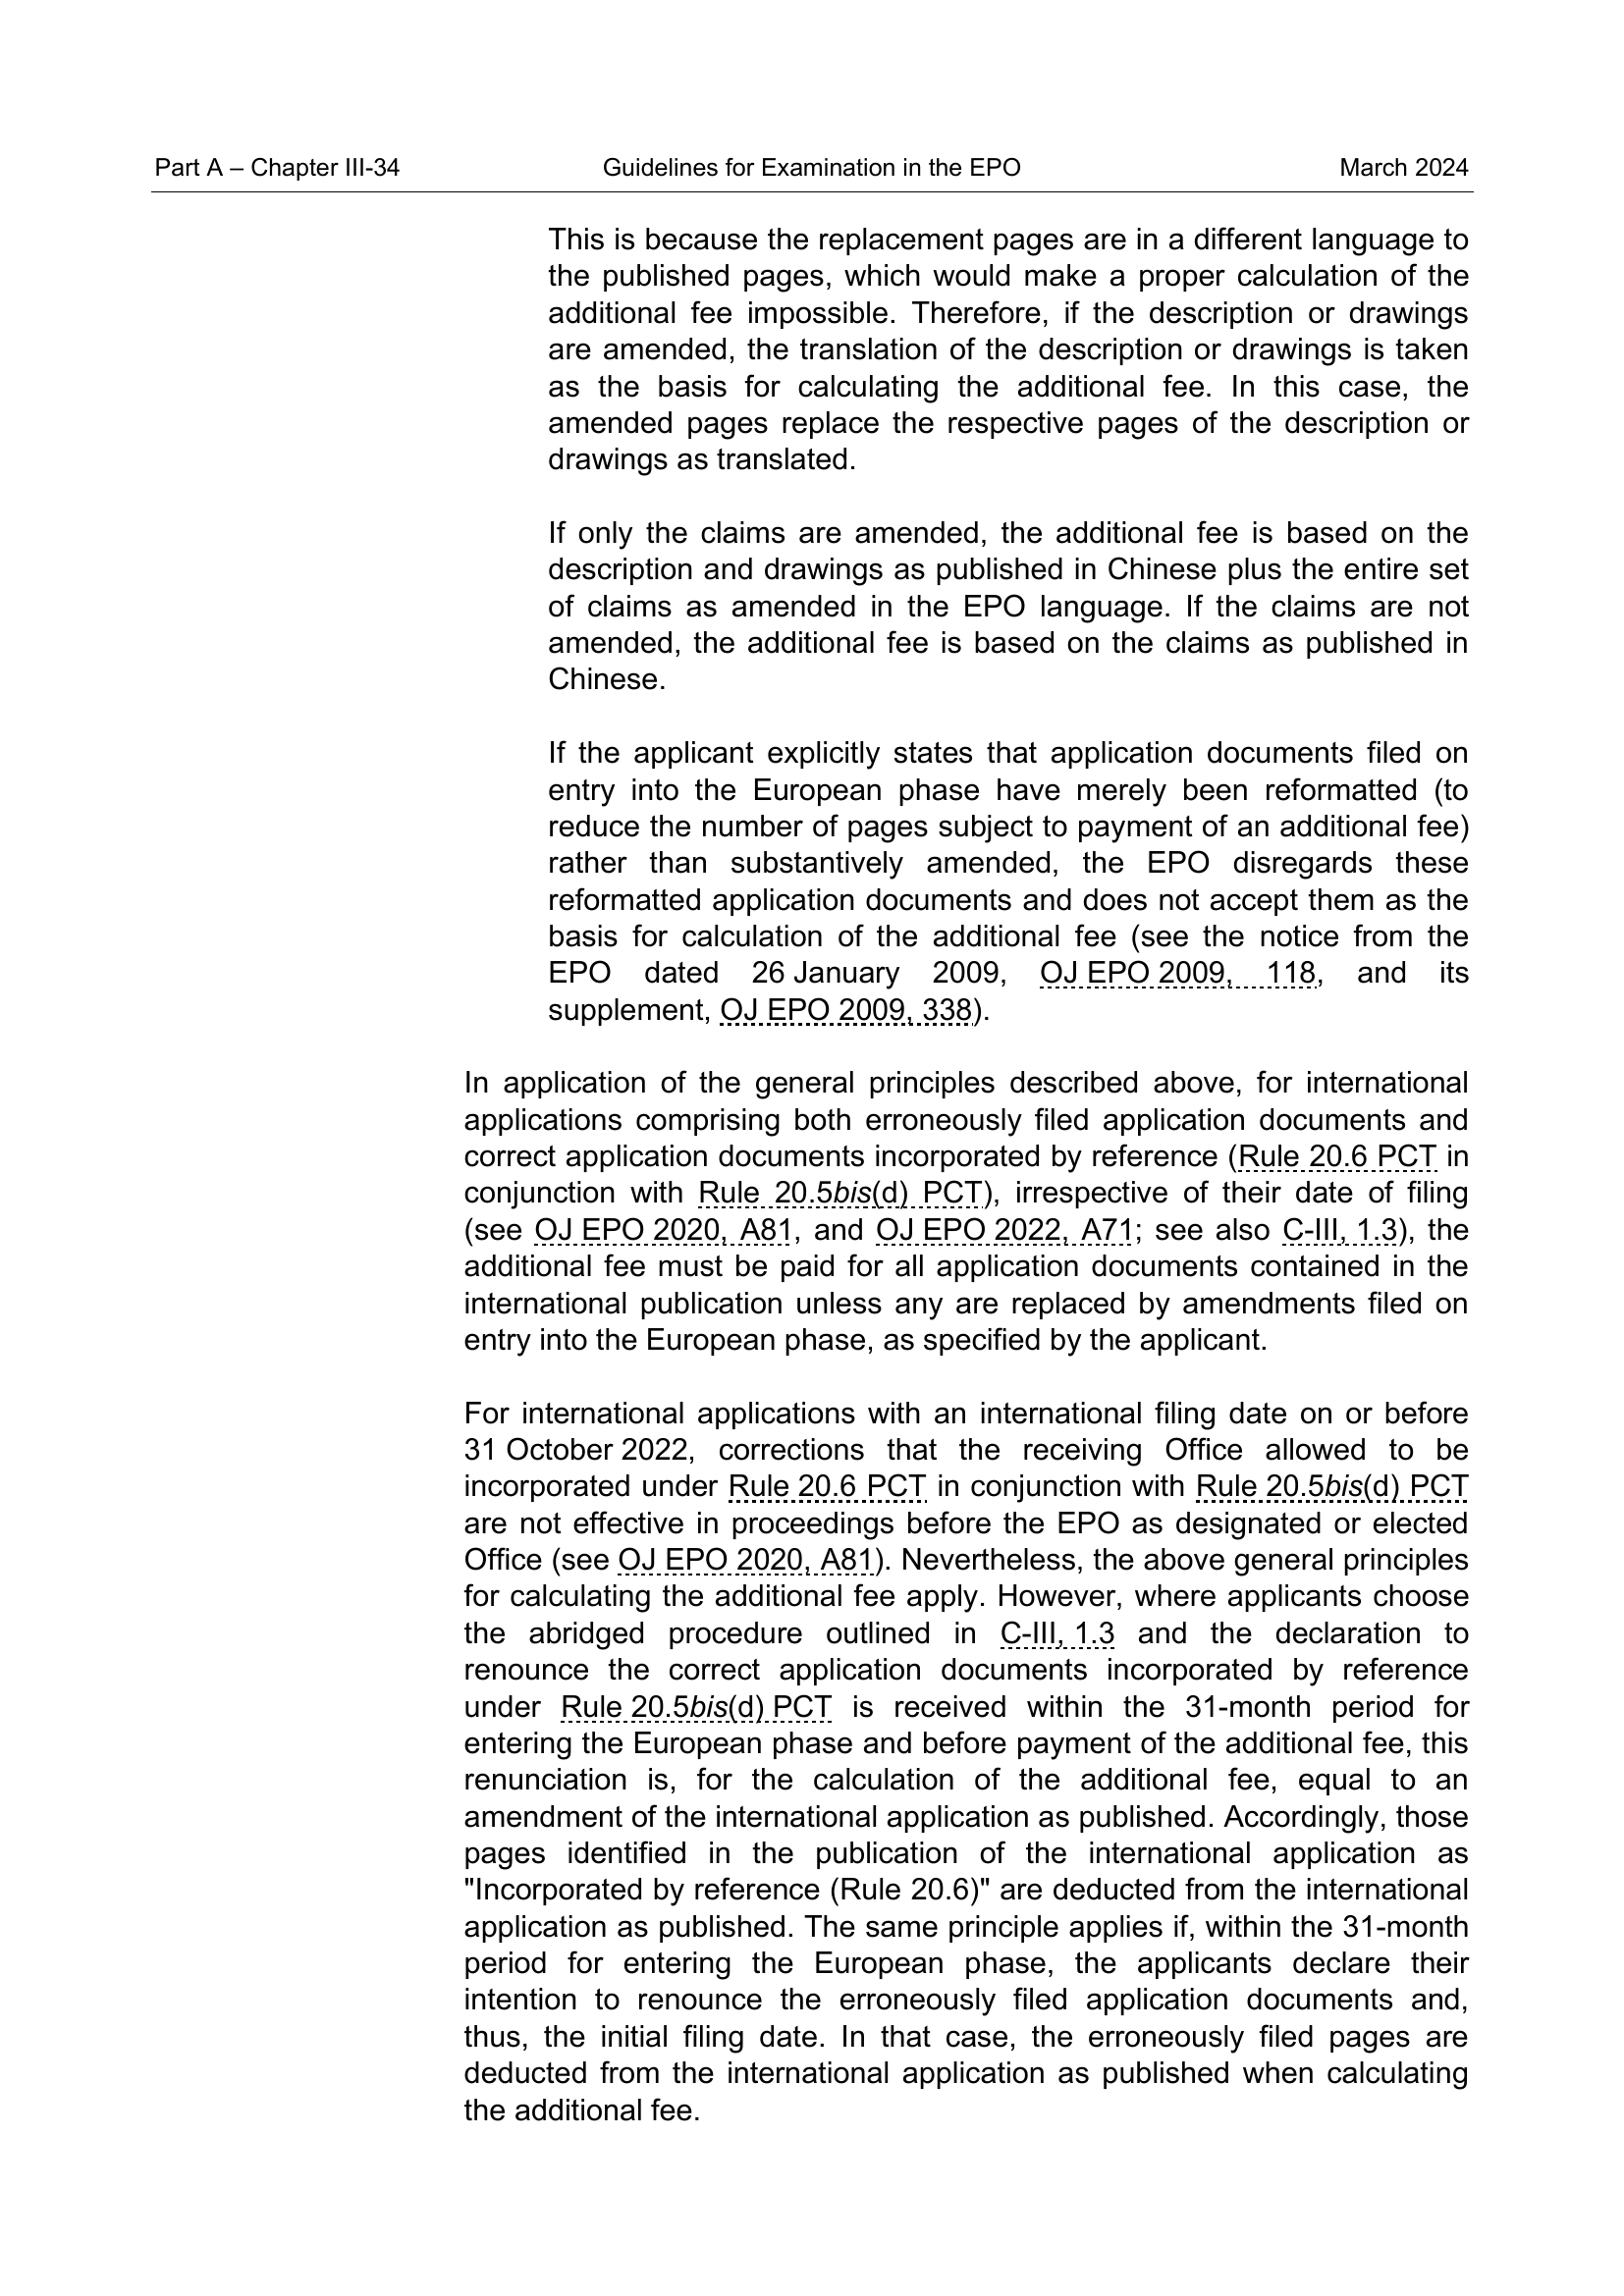 Part A – Chapter III-34 Guidelines for Examination in the EPO March 2024
This is because the replacement pages are in a different language to
the published pages, which would make a proper calculation of the
additional fee impossible. Therefore, if the description or drawings
are amended, the translation of the description or drawings is taken
as the basis for calculating the additional fee. In this case, the
amended pages replace the respective pages of the description or
drawings as translated.
If only the claims are amended, the additional fee is based on the
description and drawings as published in Chinese plus the entire set
of claims as amended in the EPO language. If the claims are not
amended, the additional fee is based on the claims as published in
Chinese.
If the applicant explicitly states that application documents filed on
entry into the European phase have merely been reformatted (to
reduce the number of pages subject to payment of an additional fee)
rather than substantively amended, the EPO disregards these
reformatted application documents and does not accept them as the
basis for calculation of the additional fee (see the notice from the
EPO dated 26 January 2009, OJ EPO 2009, 118, and its
supplement, OJ EPO 2009, 338).
In application of the general principles described above, for international
applications comprising both erroneously filed application documents and
correct application documents incorporated by reference (Rule 20.6 PCT in
conjunction with Rule 20.5bis(d) PCT), irrespective of their date of filing
(see OJ EPO 2020, A81, and OJ EPO 2022, A71; see also C-III, 1.3), the
additional fee must be paid for all application documents contained in the
international publication unless any are replaced by amendments filed on
entry into the European phase, as specified by the applicant.
For international applications with an international filing date on or before
31 October 2022, corrections that the receiving Office allowed to be
incorporated under Rule 20.6 PCT in conjunction with Rule 20.5bis(d) PCT
are not effective in proceedings before the EPO as designated or elected
Office (see OJ EPO 2020, A81). Nevertheless, the above general principles
for calculating the additional fee apply. However, where applicants choose
the abridged procedure outlined in C-III, 1.3 and the declaration to
renounce the correct application documents incorporated by reference
under Rule 20.5bis(d) PCT is received within the 31-month period for
entering the European phase and before payment of the additional fee, this
renunciation is, for the calculation of the additional fee, equal to an
amendment of the international application as published. Accordingly, those
pages identified in the publication of the international application as
"Incorporated by reference (Rule 20.6)" are deducted from the international
application as published. The same principle applies if, within the 31-month
period for entering the European phase, the applicants declare their
intention to renounce the erroneously filed application documents and,
thus, the initial filing date. In that case, the erroneously filed pages are
deducted from the international application as published when calculating
the additional fee.